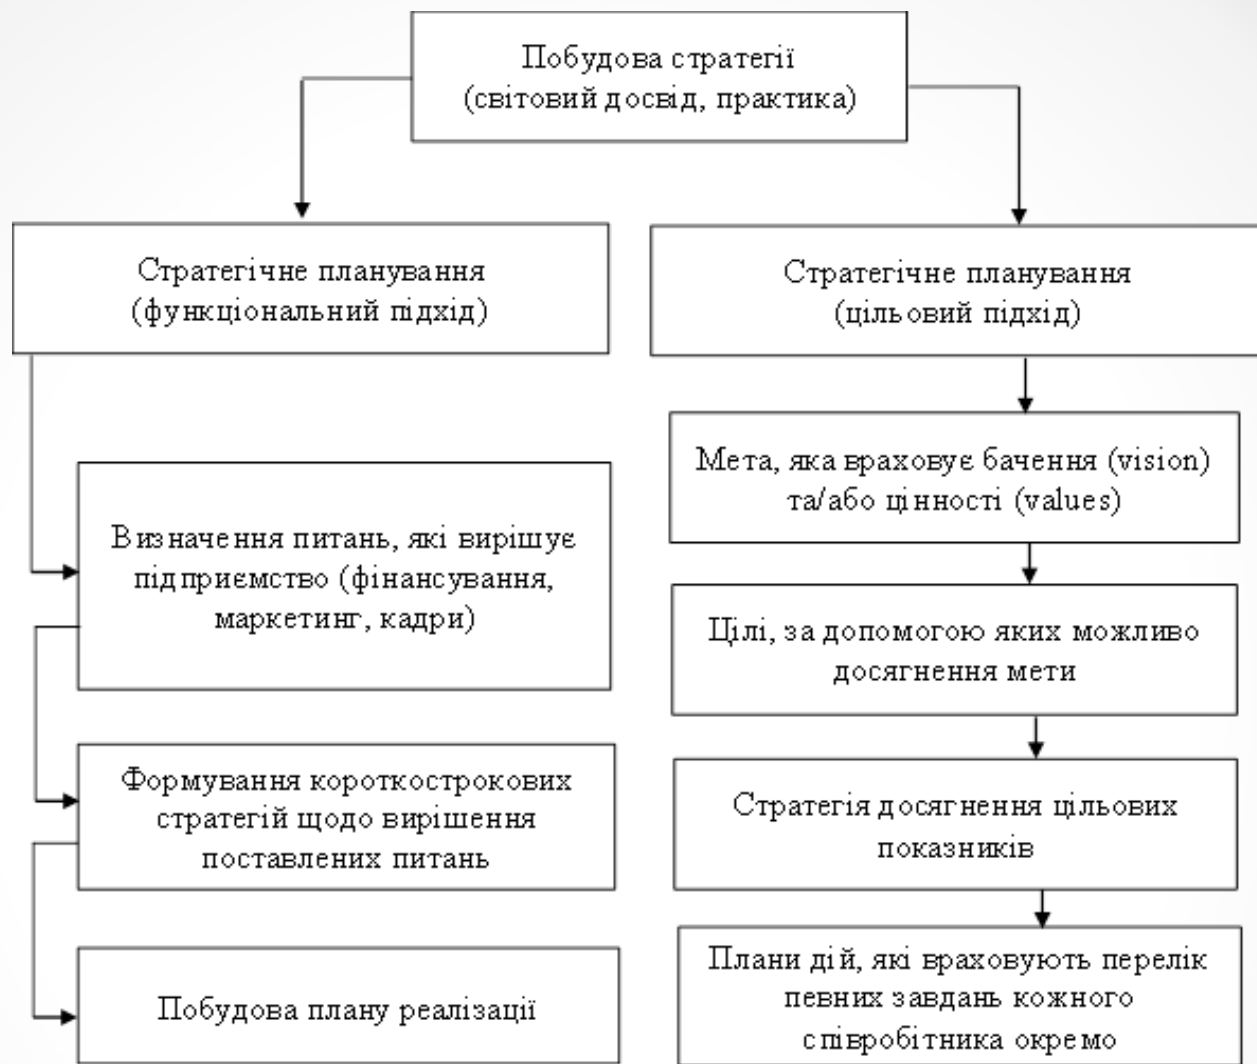 Побудова стратегії
(світовий досвід, практика)
Стратегічне планування
(функціональний підхід)
Визначення питань, які вирішує
підприємство (фінансування,
маркетинг, кадри)
Формування короткострокових
стратегій щодо вирішення
поставлених питань
Побудова плану реалізації
Стратегічне планування
(цільовий підхід)
Мета, яка враховує бачення (vision)
та/або цінності (values)
Цілі, за допомогою яких можливо
досягнення мети
Стратегія досягнення цільових
показників
Плани дій, які враховують перелік
певних завдань кожного
співробітника окремо